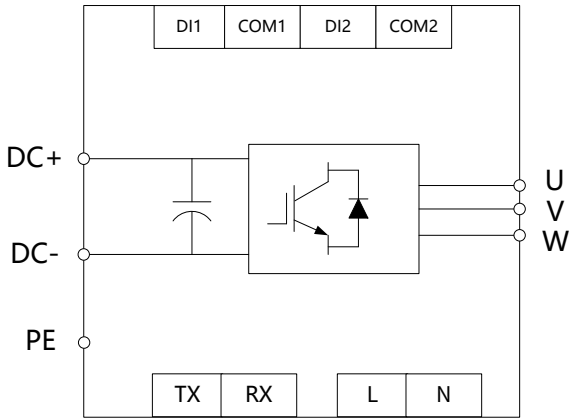 DI1 COM1 DI2 COM2
DC+
U
V
DC-
W
PE
TX RX L N